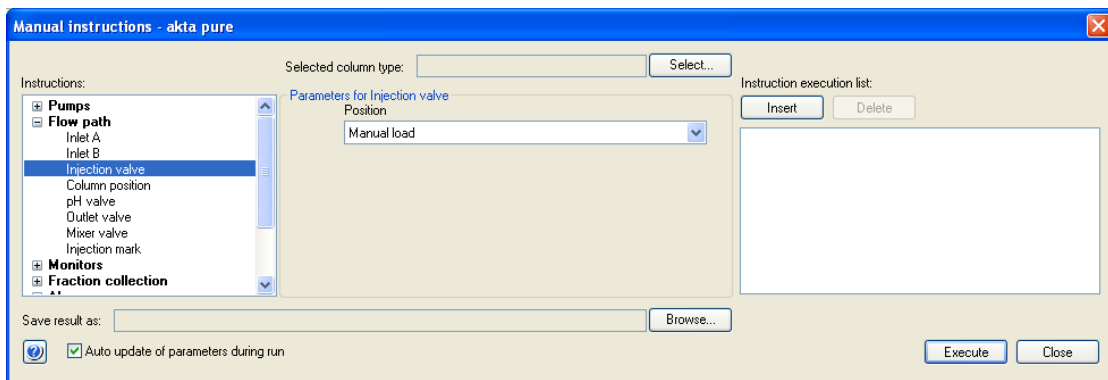 Manual instructions - akta pure
Selected column type:
Select...
Instructions:
Pumps
Flow path
Inlet A
Inlet B
Injection valve
Column position
pH valve
Outlet valve
Mixer valve
Injection mark
Monitors
Fraction collection
Parameters for Injection valve
Position
Manual load
Instruction execution list:
Insert
Delete
Save result as:
Browse...
Auto update of parameters during run
Execute
Close